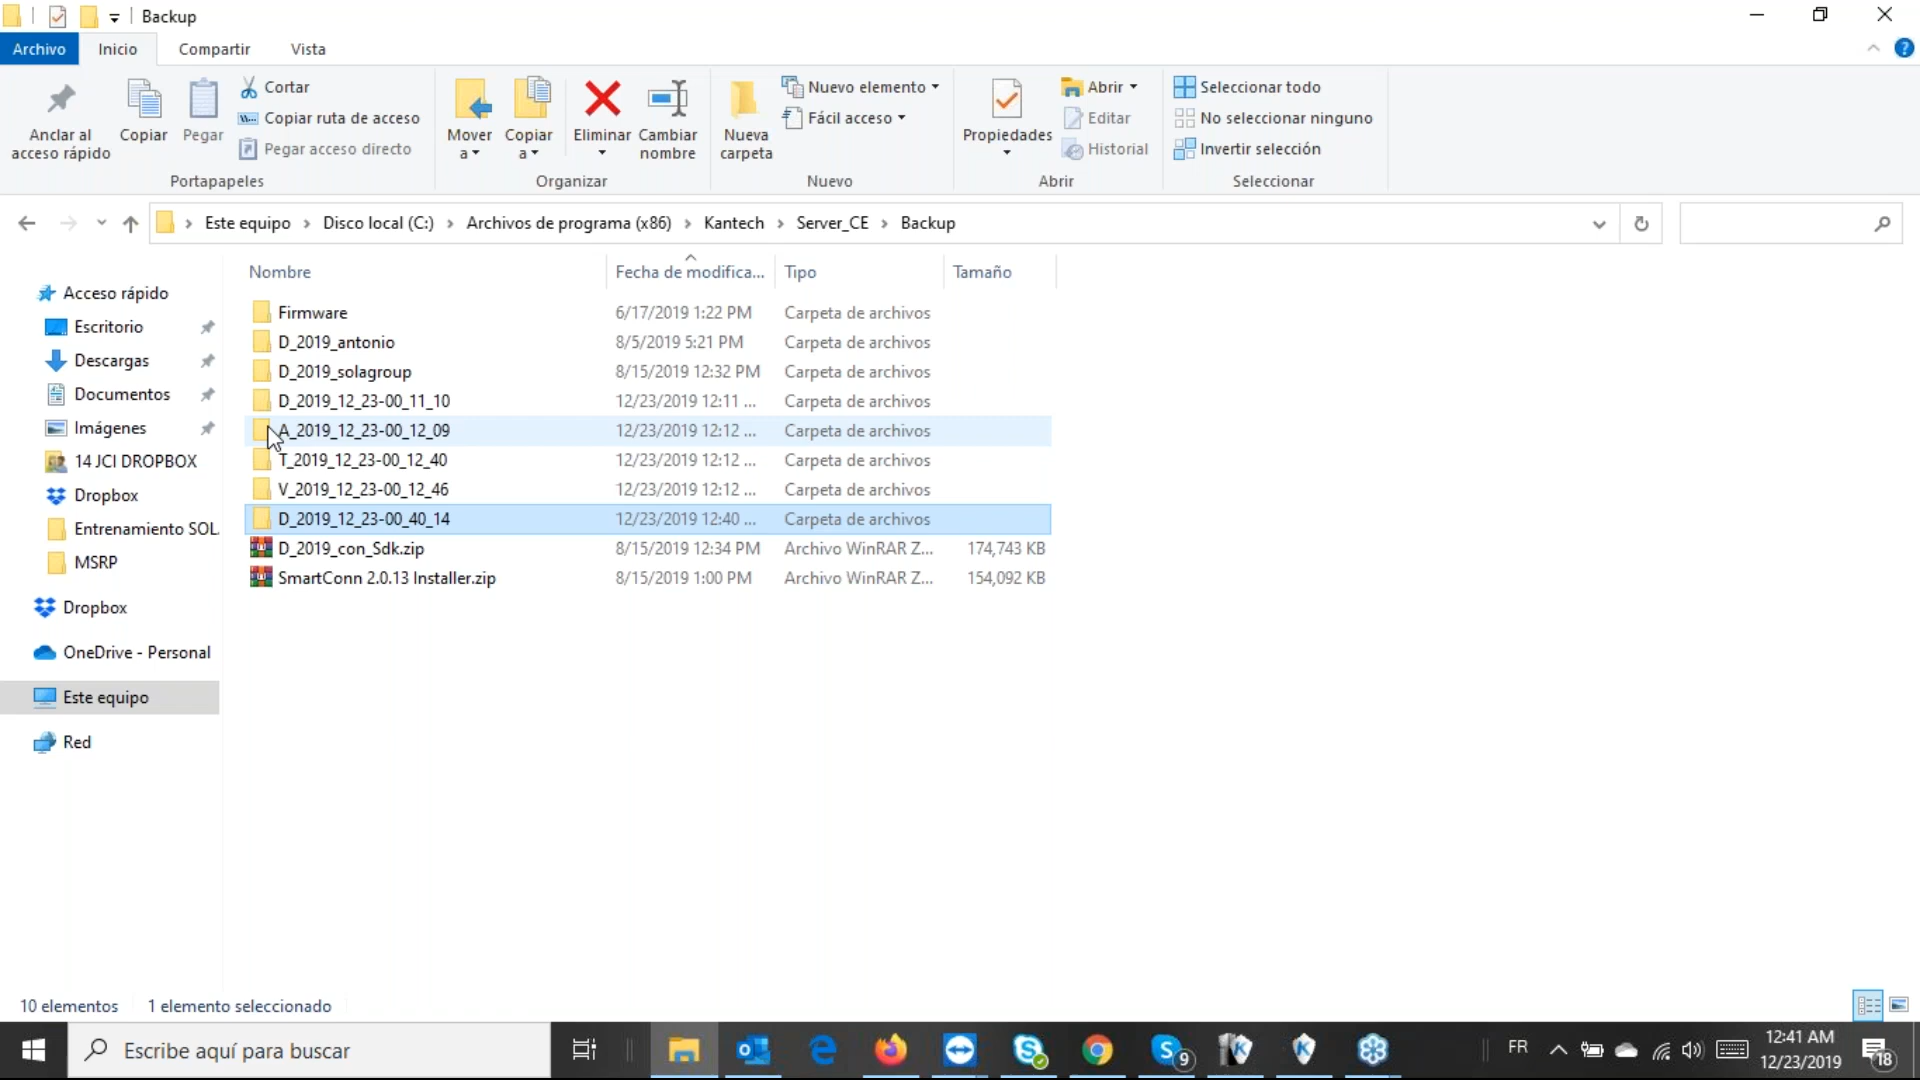 Backup
Archivo Inicio Compartir Vista
Anclar al acceso rápido
Copiar
Pegar
Cortar
Copiar ruta de acceso
Pegar acceso directo
Portapapeles
Mover a
Copiar a
Eliminar
Cambiar nombre
Organizar
Nueva carpeta
Nuevo elemento
Fácil acceso
Nuevo
Propiedades
Abrir
Editar
Historial
Abrir
Seleccionar todo
No seleccionar ninguno
Invertir selección
Seleccionar
Este equipo > Disco local (C:) > Archivos de programa (x86) > Kantech > Server_CE > Backup
Acceso rápido
Escritorio
Descargas
Documentos
Imágenes
14 JCI DROPBOX
Dropbox
Entrenamiento SOL.
MSRP
Dropbox
OneDrive - Personal
Este equipo
Red
Nombre Fecha de modifica... Tipo Tamaño
Firmware 6/17/2019 1:22 PM Carpeta de archivos
D_2019_antonio 8/5/2019 5:21 PM Carpeta de archivos
D_2019_solagroup 8/15/2019 12:32 PM Carpeta de archivos
D_2019_12_23-00_11_10 12/23/2019 12:11 ... Carpeta de archivos
A_2019_12_23-00_12_09 12/23/2019 12:12 ... Carpeta de archivos
T_2019_12_23-00_12_40 12/23/2019 12:12 ... Carpeta de archivos
V_2019_12_23-00_12_46 12/23/2019 12:12 ... Carpeta de archivos
D_2019_12_23-00_40_14 12/23/2019 12:40 ... Carpeta de archivos
D_2019_con_Sdk.zip 8/15/2019 12:34 PM Archivo WinRAR Z... 174,743 KB
SmartConn 2.0.13 Installer.zip 8/15/2019 1:00 PM Archivo WinRAR Z... 154,092 KB
10 elementos 1 elemento seleccionado
Escribe aquí para buscar
9
FR
12:41 AM
12/23/2019
18